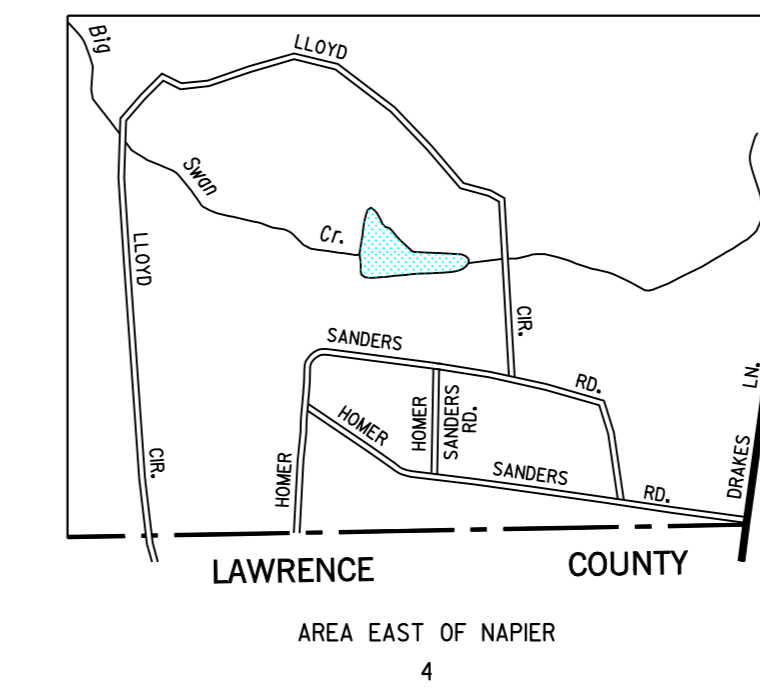 Big
LLOYD
Swan
Cr.
LLOYD
CIR.
SANDERS
RD.
LN.
HOMER
HOMER
SANDERS
RD.
DRAKES
CIR.
HOMER
SANDERS
RD.
LAWRENCE COUNTY
AREA EAST OF NAPIER
4